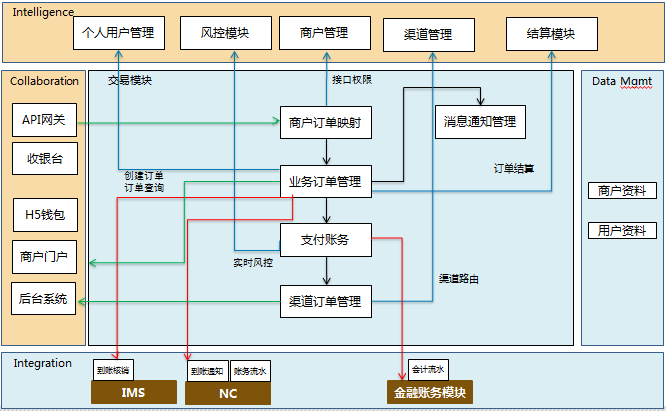 Intelligence
个人用户管理
风控模块
商户管理
渠道管理
结算模块
Collaboration
API网关
收银台
H5钱包
商户门户
后台系统
交易模块
接口权限
商户订单映射
消息通知管理
创建订单
订单查询
业务订单管理
订单结算
支付账务
实时风控
渠道路由
渠道订单管理
Data Mgmt
商户资料
用户资料
Integration
到账核销
IMS
到账通知
账务流水
NC
会计流水
金融账务模块